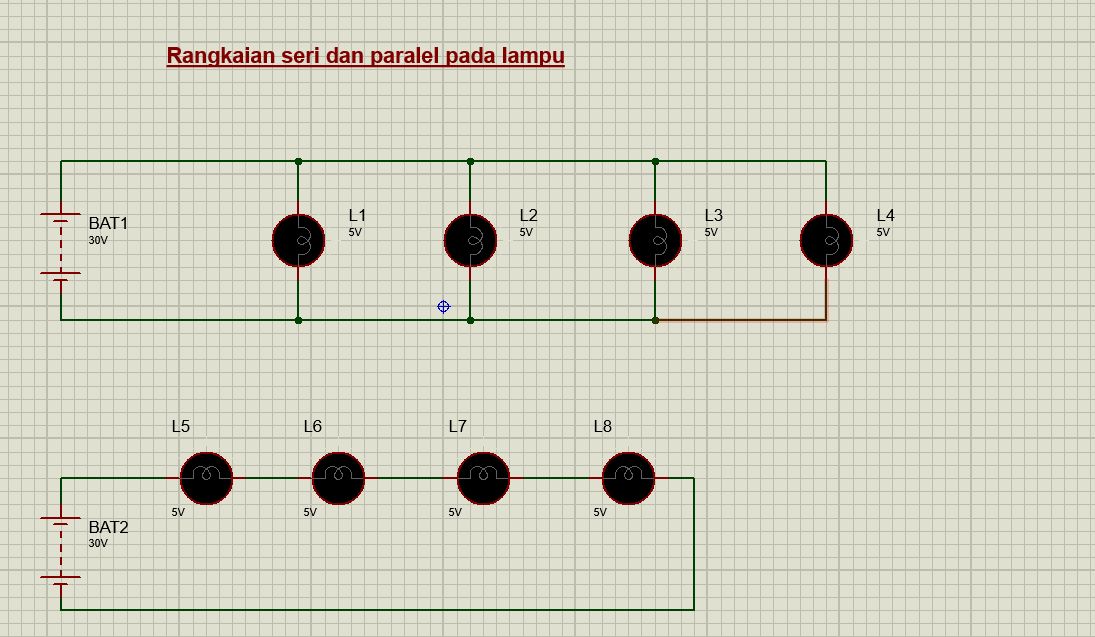 Rangkaian seri dan paralel pada lampu
BAT1
30V
L1
5V
L2
5V
L3
5V
L4
5V
L5
L6
L7
L8
5V
5V
5V
5V
BAT2
30V